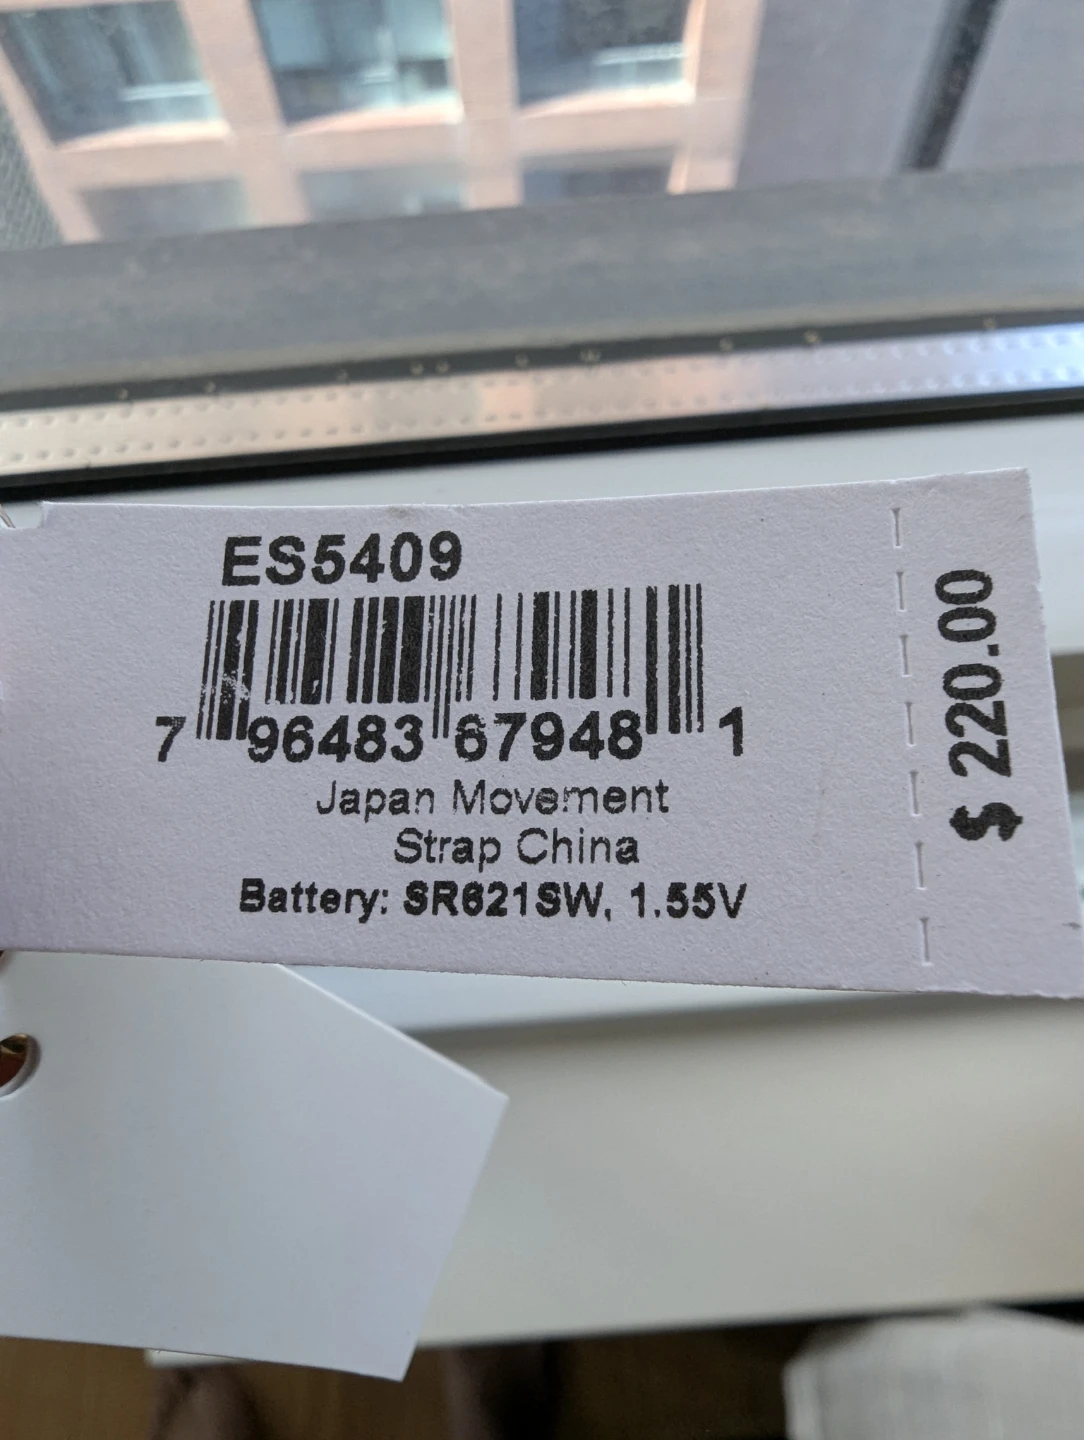 ES5409
7 96483 67948 1
Japan Movement
Strap China
Battery: SR621SW, 1.55V
$ 220.00